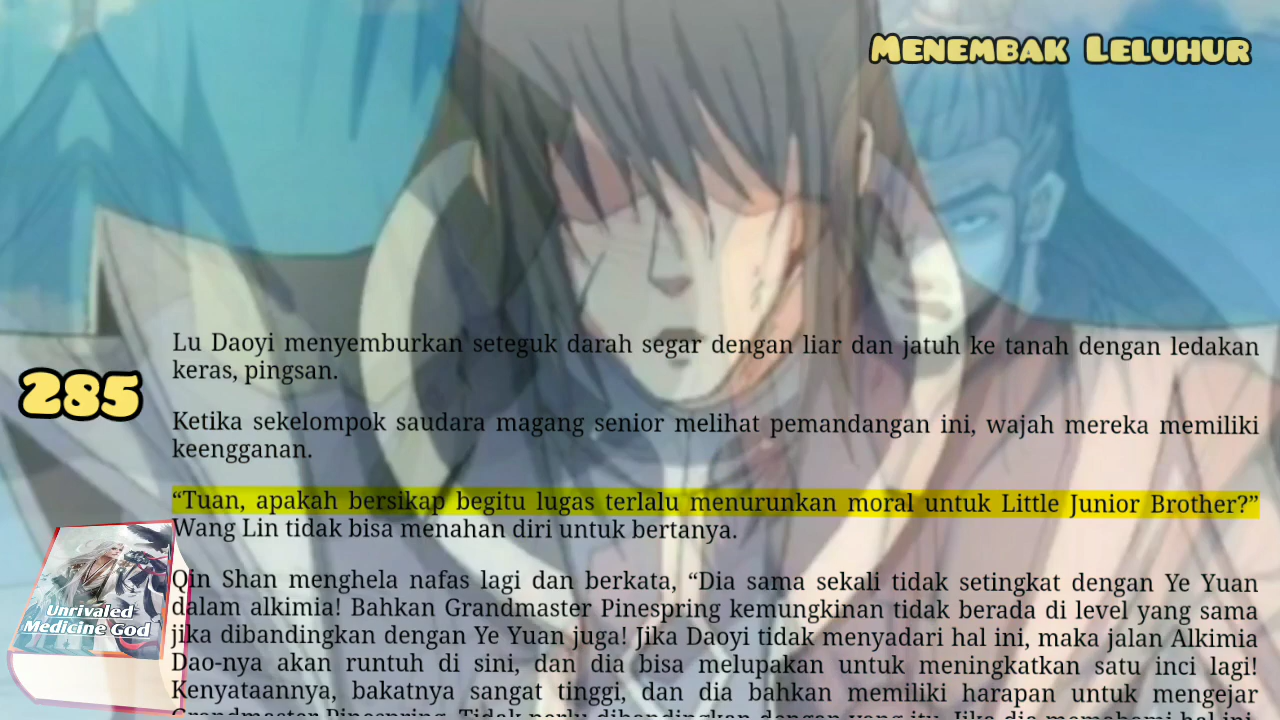 Menembak Leluhur
Lu Daoyi menyemburkan seteguk darah segar dengan liar dan jatuh ke tanah dengan ledakan
keras, pingsan.
285
Ketika sekelompok saudara magang senior melihat pemandangan ini, wajah mereka memiliki
keengganan.
“Tuan, apakah bersikap begitu lugas terlalu menurunkan moral untuk Little Junior Brother?”
Wang Lin tidak bisa menahan diri untuk bertanya.
Qin Shan menghela nafas lagi dan berkata, “Dia sama sekali tidak setingkat dengan Ye Yuan
dalam alkimia! Bahkan Grandmaster Pinespring kemungkinan tidak berada di level yang sama
jika dibandingkan dengan Ye Yuan juga! Jika Daoyi tidak menyadari hal ini, maka jalan Alkimia
Dao-nya akan runtuh di sini, dan dia bisa melupakan untuk meningkatkan satu inci lagi!
Kenyataannya, bakatnya sangat tinggi, dan dia bahkan memiliki harapan untuk mengejar
Unrivaled
Medicine God